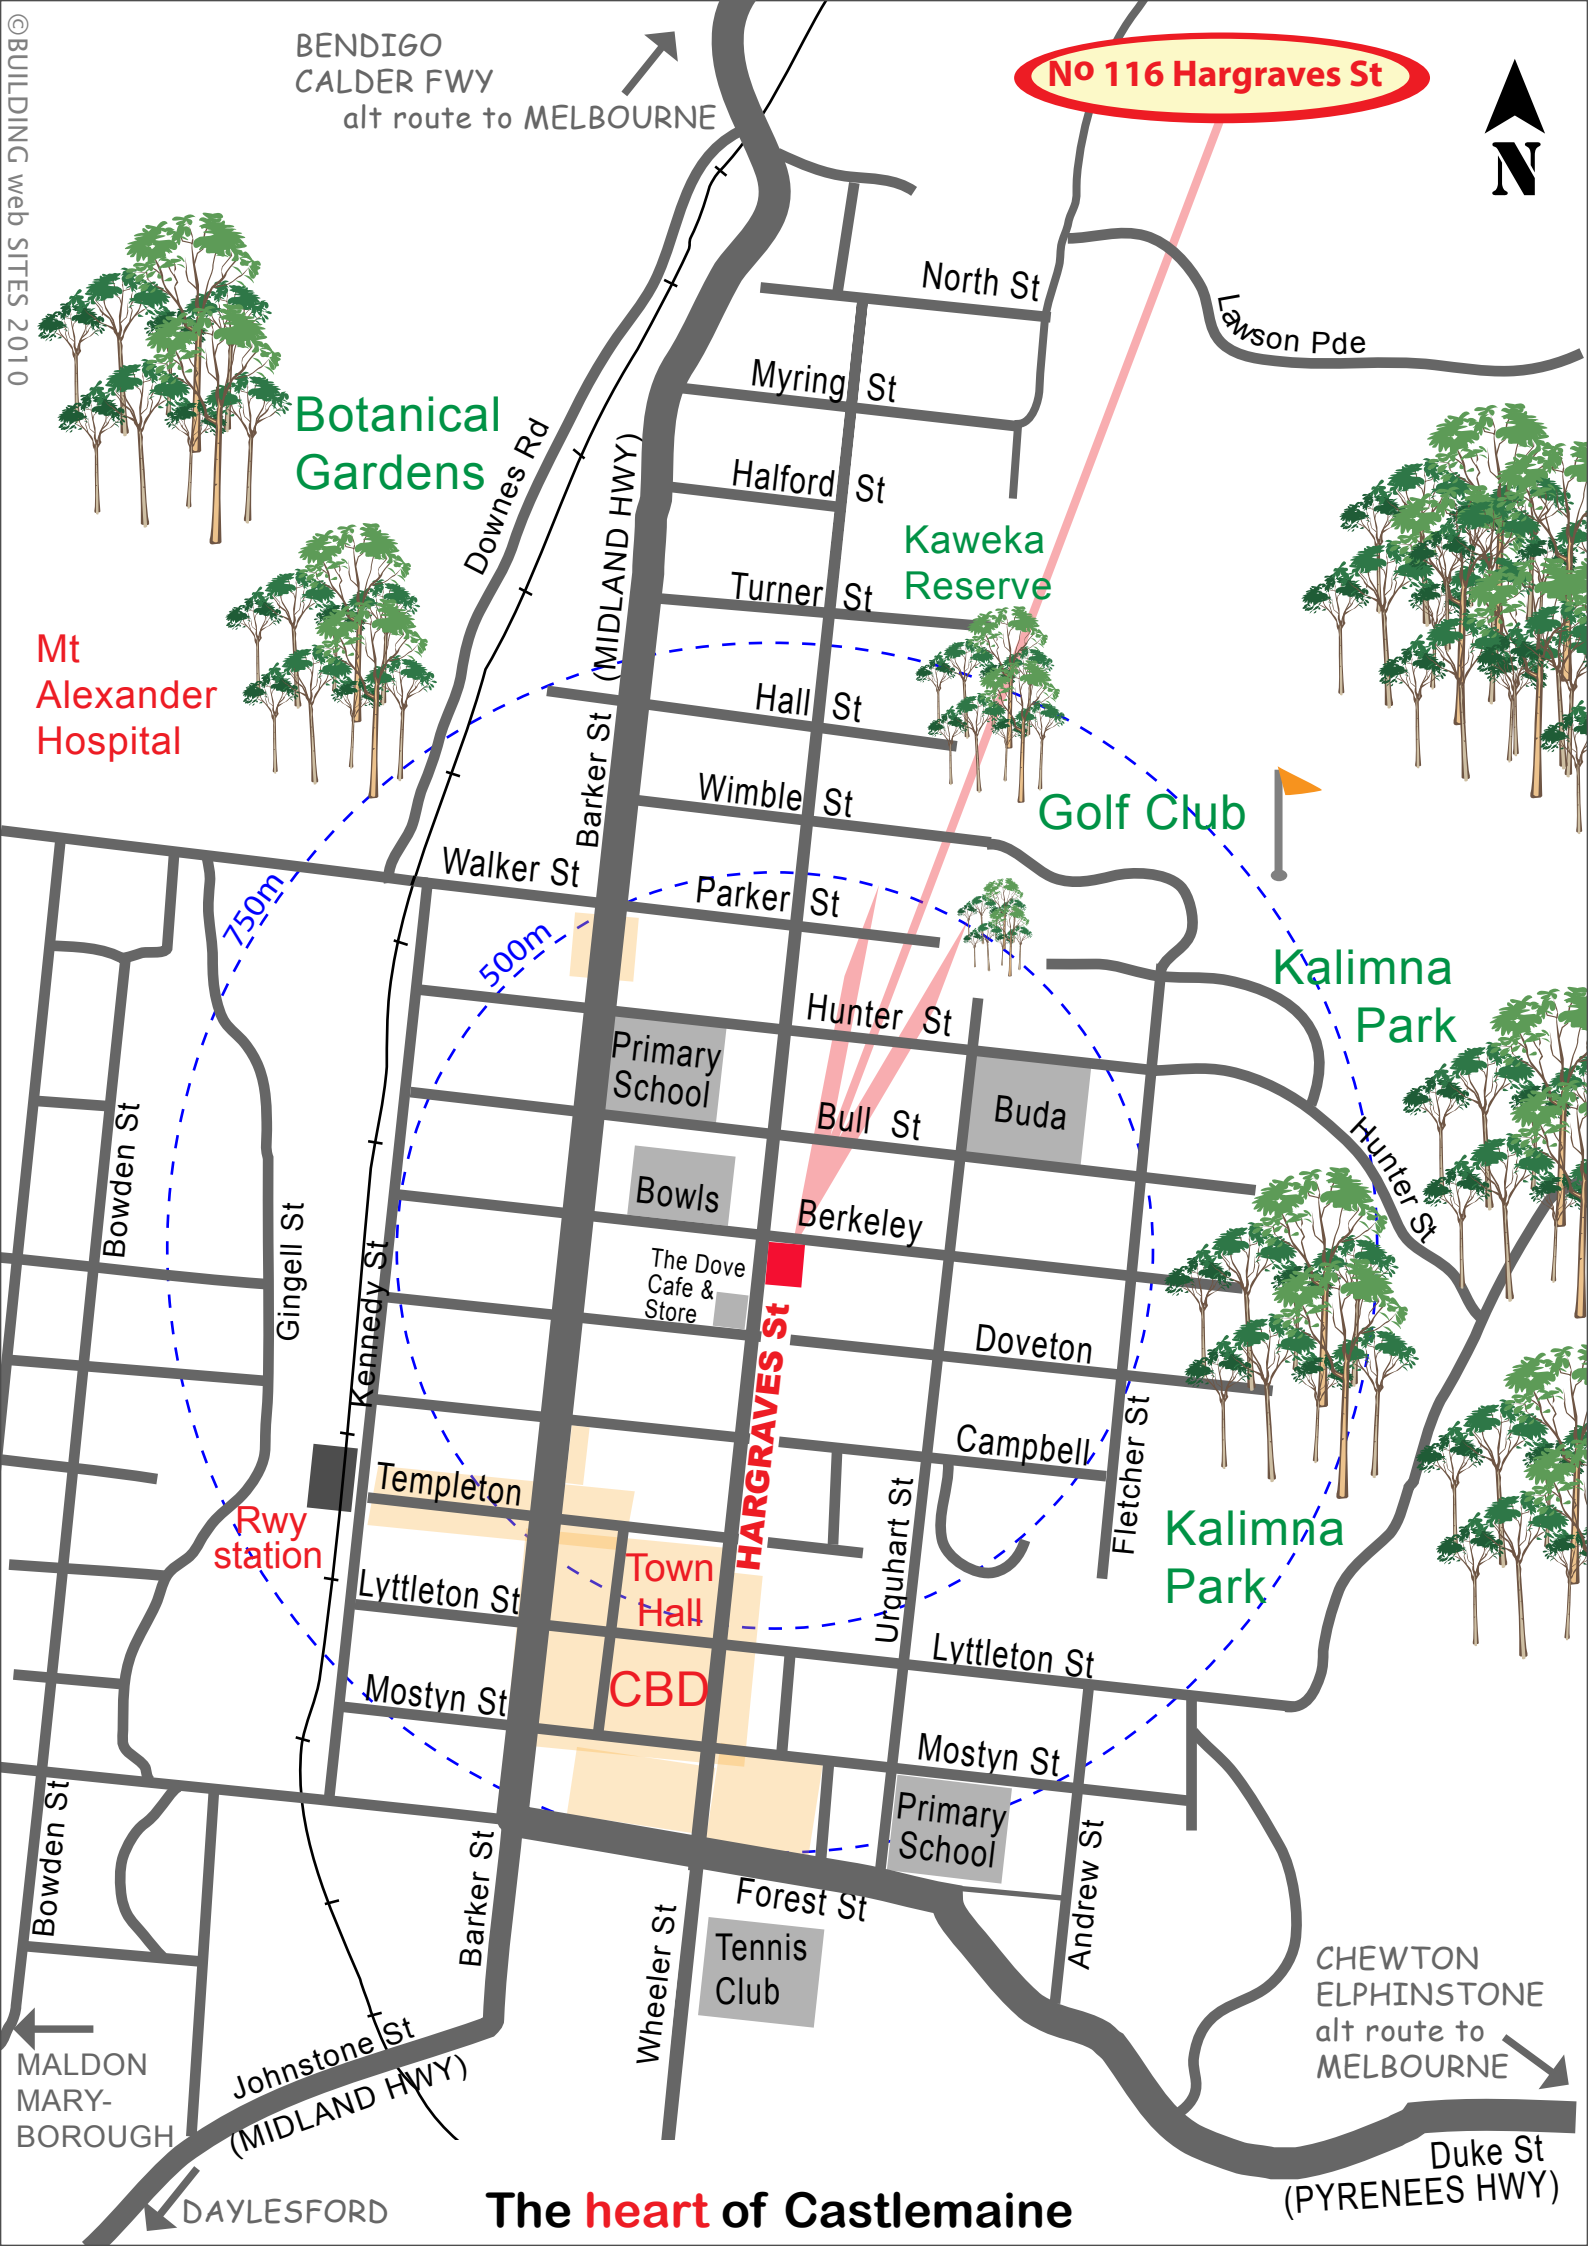 ©BUILDING web SITES 2010
BENDIGO
CALDER FWY
alt route to MELBOURNE
Nº 116 Hargraves St
N
North St
Lawson Pde
Myring St
Botanical
Gardens
Downes Rd
(MIDLAND HWY)
Halford St
Kaweka
Reserve
Turner St
Mt
Alexander
Hospital
Hall St
Barker St
Wimble St
Golf Club
Walker St
Parker St
750m
500m
Kalimna
Park
Hunter St
Primary
School
Buda
Bull St
Hunter St
Bowden St
Bowls
Berkeley
Gingell St
Kennedy St
The Dove
Cafe &
Store
HARGRAVES St
Doveton
Campbell
Fletcher St
Templeton
Urquhart St
Rwy
station
Town
Hall
Kalimna
Park
Lyttleton St
Lyttleton St
CBD
Mostyn St
Mostyn St
Primary
School
Bowden St
Barker St
Andrew St
Forest St
Wheeler St
Tennis
Club
CHEWTON
ELPHINSTONE
alt route to
MELBOURNE
Johnstone St
(MIDLAND HWY)
MALDON
MARY-
BOROUGH
DAYLESFORD
Duke St
(PYRENEES HWY)
The heart of Castlemaine